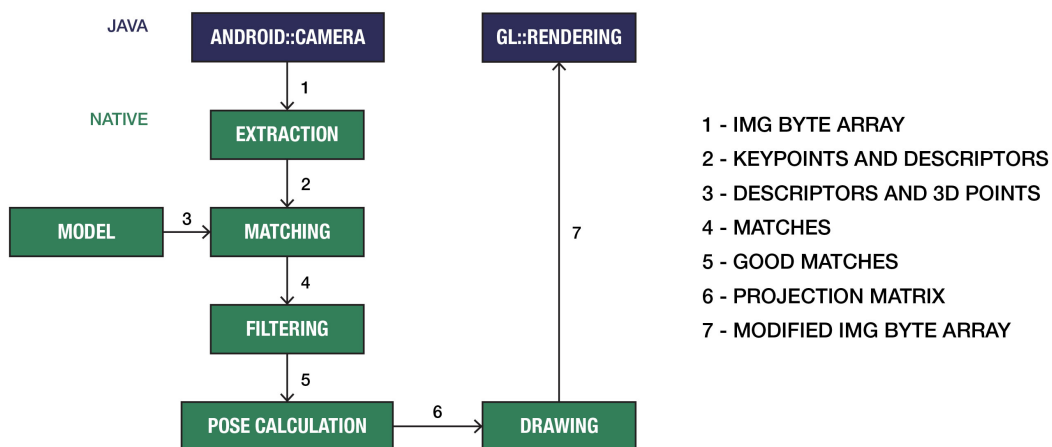 JAVA
ANDROID::CAMERA
GL::RENDERING
1
NATIVE
EXTRACTION
2
MODEL
3
MATCHING
4
FILTERING
5
POSE CALCULATION
6
DRAWING
7
1 - IMG BYTE ARRAY
2 - KEYPOINTS AND DESCRIPTORS
3 - DESCRIPTORS AND 3D POINTS
4 - MATCHES
5 - GOOD MATCHES
6 - PROJECTION MATRIX
7 - MODIFIED IMG BYTE ARRAY